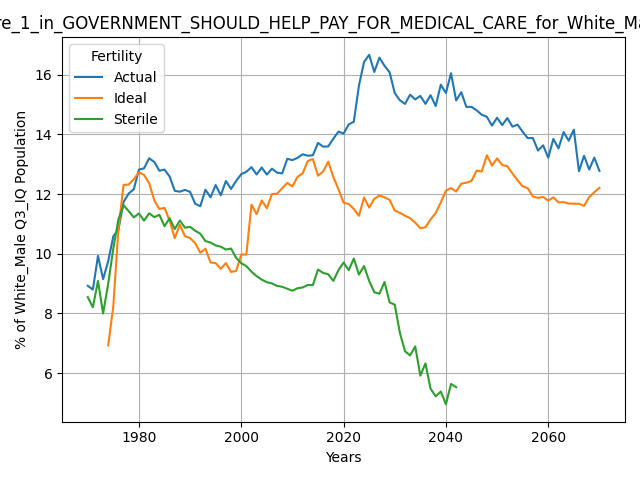 re_1_in_GOVERNMENT_SHOULD_HELP_PAY_FOR_MEDICAL_CARE_for_White_Ma
Fertility
Actual
Ideal
Sterile
% of White_Male Q3_IQ Population
16
14
12
10
8
6
1980 2000 2020 2040 2060
Years